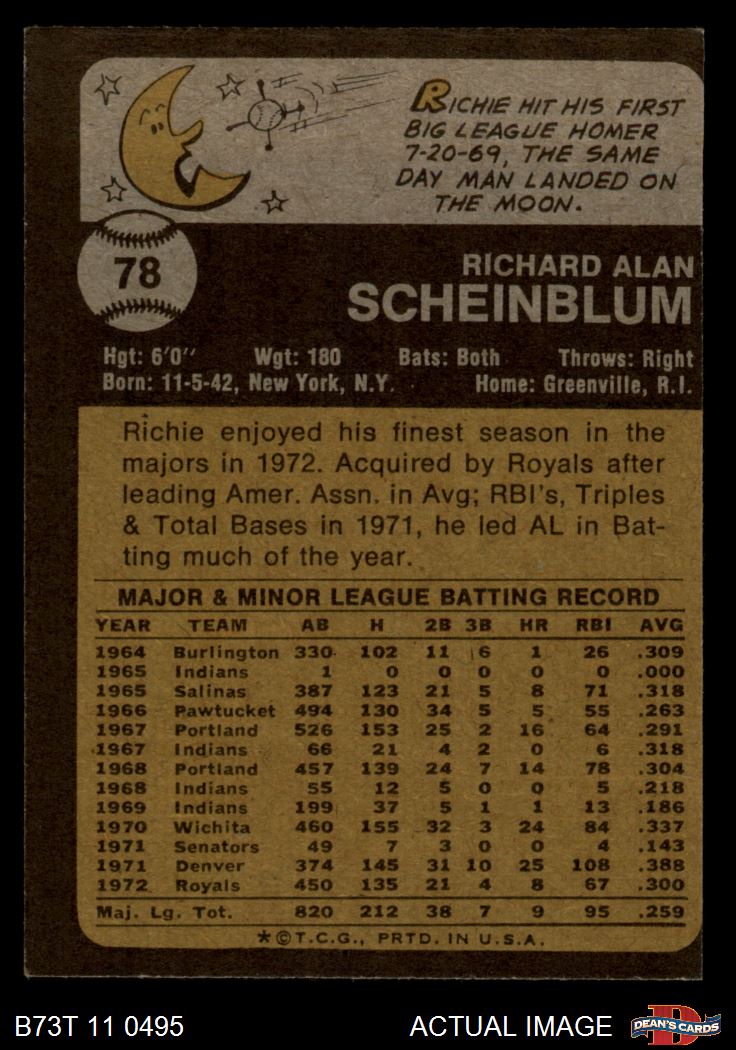 RICHIE HIT HIS FIRST
BIG LEAGUE HOMER
7-20-69, THE SAME
DAY MAN LANDED ON
THE MOON.
78
RICHARD ALAN
SCHEINBLUM
Hgt: 6'0" Wgt: 180 Bats: Both Throws: Right
Born: 11-5-42, New York, N.Y. Home: Greenville, R.I.
Richie enjoyed his finest season in the
majors in 1972. Acquired by Royals after
leading Amer. Assn. in Avg; RBI's, Triples
& Total Bases in 1971, he led AL in Bat-
ting much of the year.
MAJOR & MINOR LEAGUE BATTING RECORD
YEAR TEAM AB H 2B 3B HR RBI AVG
1964 Burlington 330 102 11 6 1 26 .309
1965 Indians 1 0 0 0 0 0 .000
1965 Salinas 387 123 21 5 8 71 .318
1966 Pawtucket 494 130 34 5 5 55 .263
1967 Portland 526 153 25 2 16 64 .291
1967 Indians 66 21 4 2 0 6 .318
1968 Portland 457 139 24 7 14 78 .304
1968 Indians 55 12 5 0 0 5 .218
1969 Indians 199 37 5 1 1 13 .186
1970 Wichita 460 155 32 3 24 84 .337
1971 Senators 49 7 3 0 0 4 .143
1971 Denver 374 145 31 10 25 108 .388
1972 Royals 450 135 21 4 8 67 .300
Maj. Lg. Tot. 820 212 38 7 9 95 .259
*©T.C.G., PRTD. IN U.S.A.
B73T 11 0495 ACTUAL IMAGE
D
DEAN'S CARDS